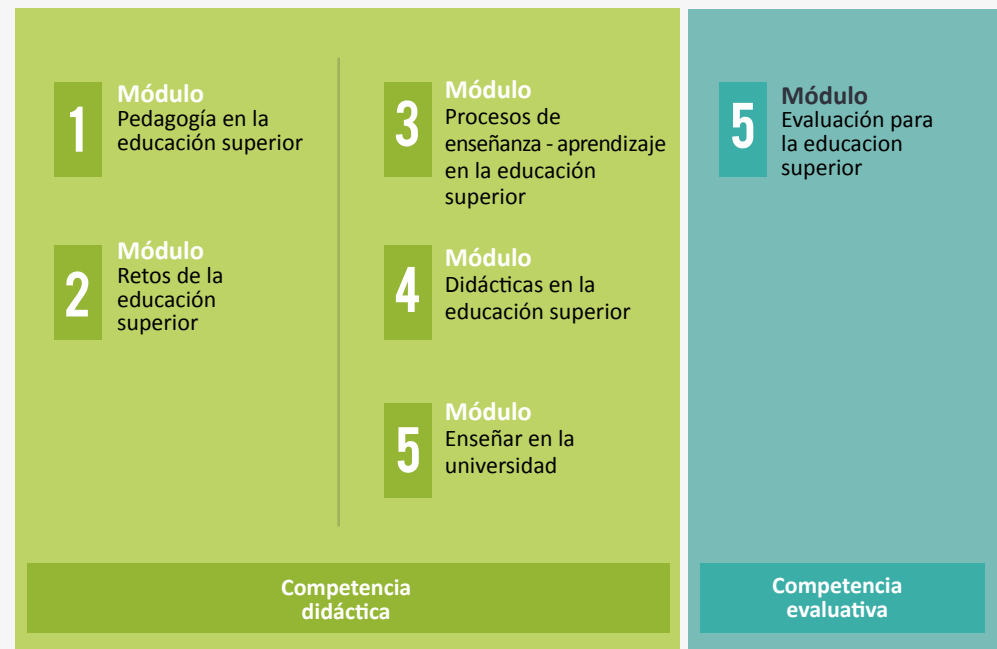 1
Módulo
Pedagogía en la
educación superior
2
Módulo
Retos de la
educación
superior
3
Módulo
Procesos de
enseñanza - aprendizaje
en la educación
superior
4
Módulo
Didácticas en la
educación superior
5
Módulo
Enseñar en la
universidad
Competencia
didáctica
5
Módulo
Evaluación para
la educacion
superior
Competencia
evaluativa